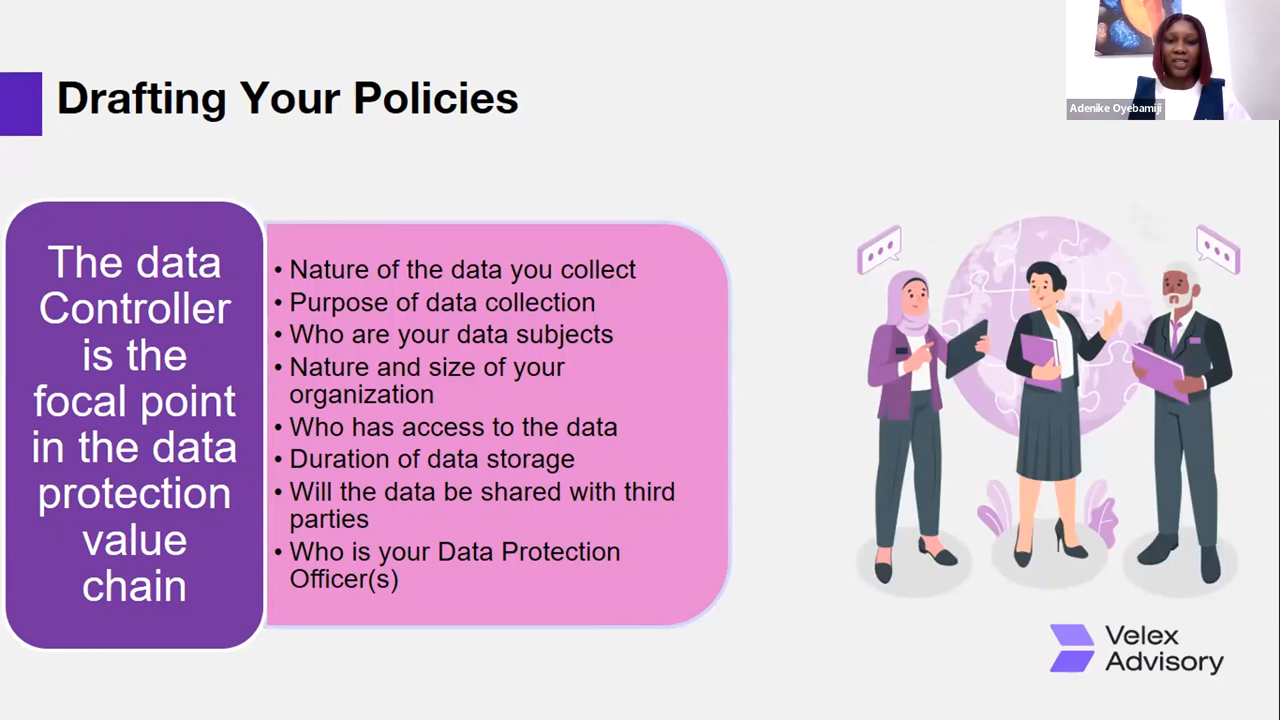 Drafting Your Policies
Adenike Oyebamiji
The data
Controller
is the
focal point
in the data
protection
value
chain
• Nature of the data you collect
• Purpose of data collection
• Who are your data subjects
• Nature and size of your
organization
• Who has access to the data
• Duration of data storage
• Will the data be shared with third
parties
• Who is your Data Protection
Officer(s)
Velex
Advisory